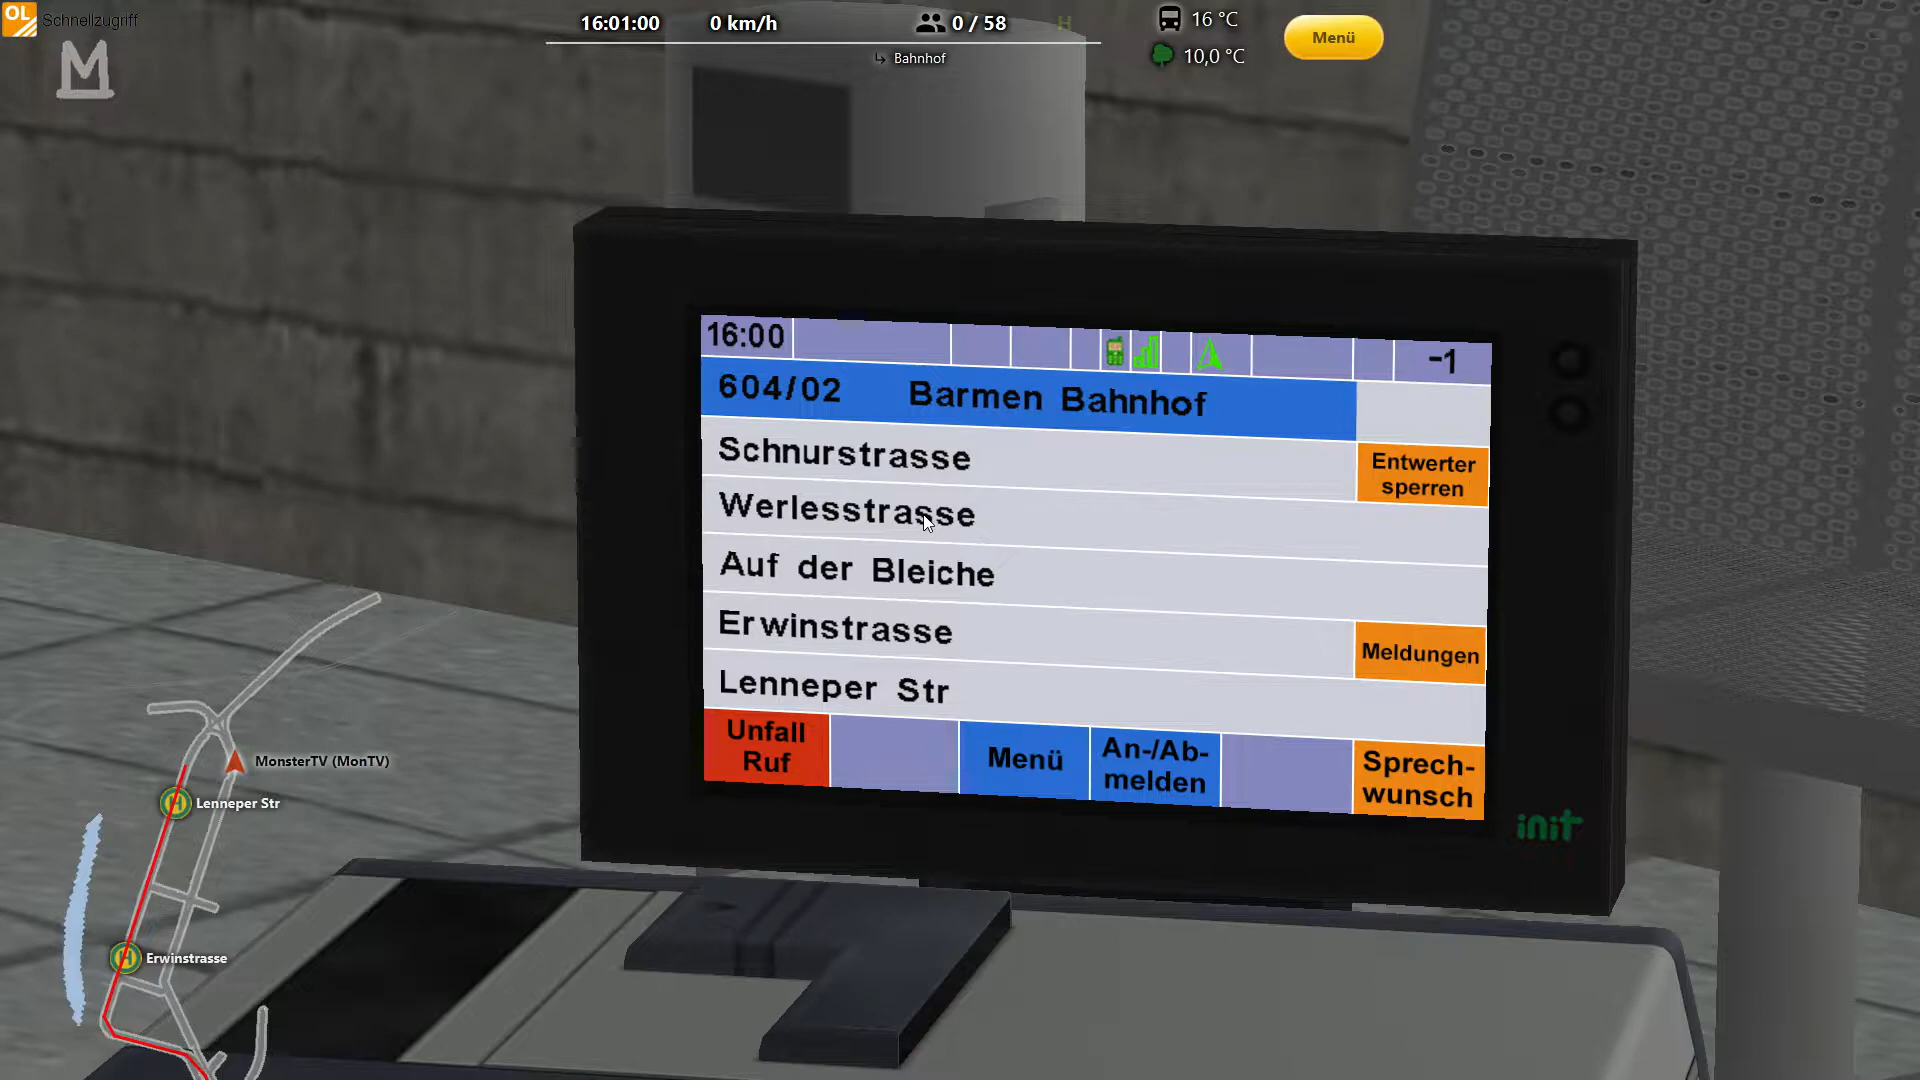 OL
Schnellzugriff
16:01:00
0 km/h
0 / 58
H
Bahnhof
16 °C
10,0 °C
Menü
M
16:00
-1
604/02 Barmen Bahnhof
Schnurstrasse
Entwerter
sperren
Werlesstrasse
Auf der Bleiche
Erwinstrasse
Meldungen
Lenneper Str
Unfall
Ruf
Menü
An-/Ab-
melden
Sprech-
wunsch
init
MonsterTV (MonTV)
H
Lenneper Str
H
Erwinstrasse